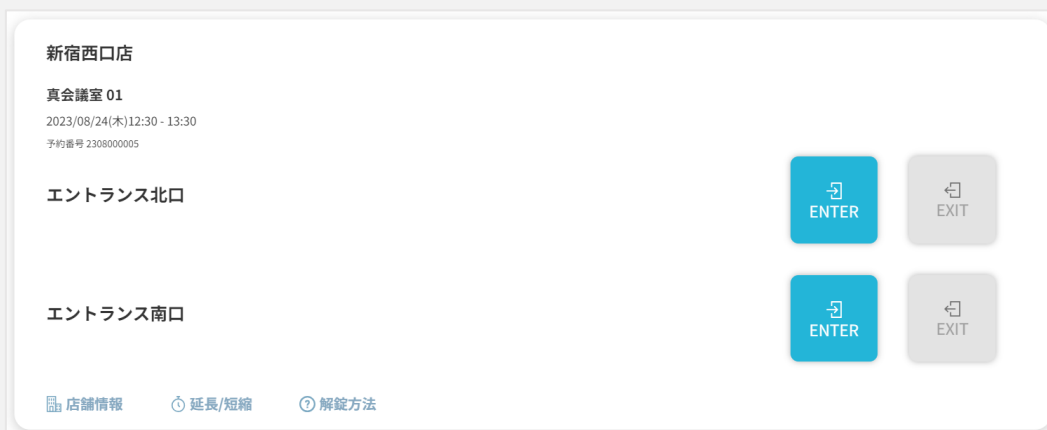 新宿西口店
真会議室 01
2023/08/24(木)12:30 - 13:30
予約番号 2308000005
エントランス北口
ENTER
EXIT
エントランス南口
ENTER
EXIT
店舗情報
延長/短縮
解錠方法